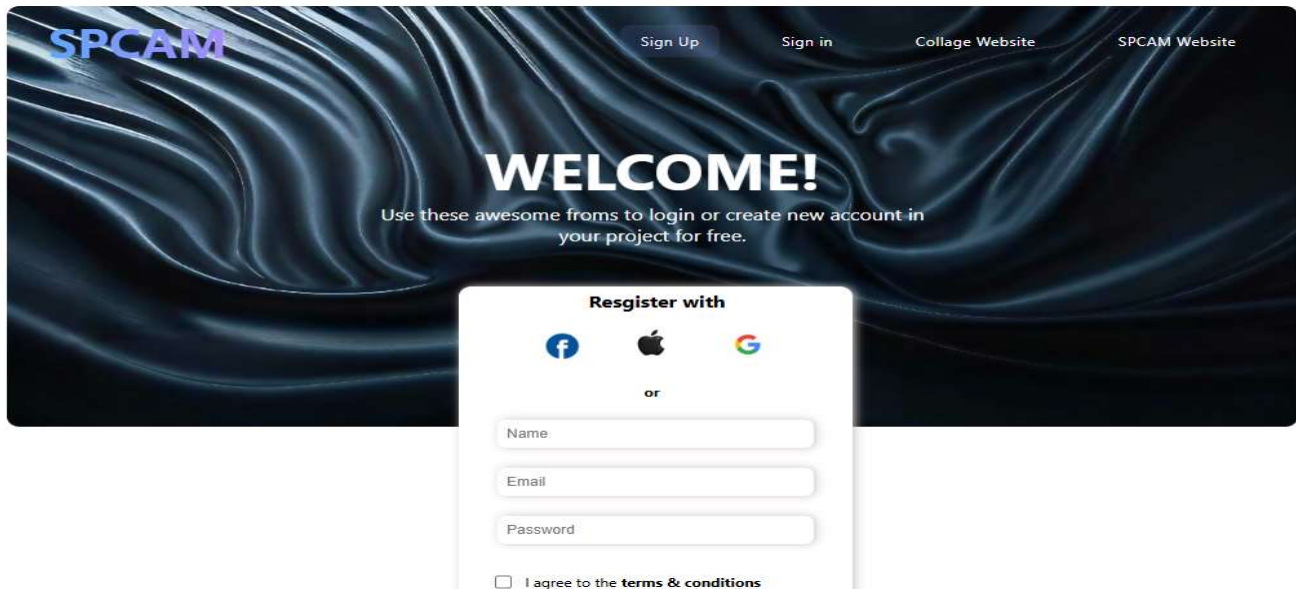 SPCAM
Sign Up
Sign in
Collage Website
SPCAM Website
WELCOME!
Use these awesome froms to login or create new account in
your project for free.
Resgister with
or
Name
Email
Password
I agree to the terms & conditions